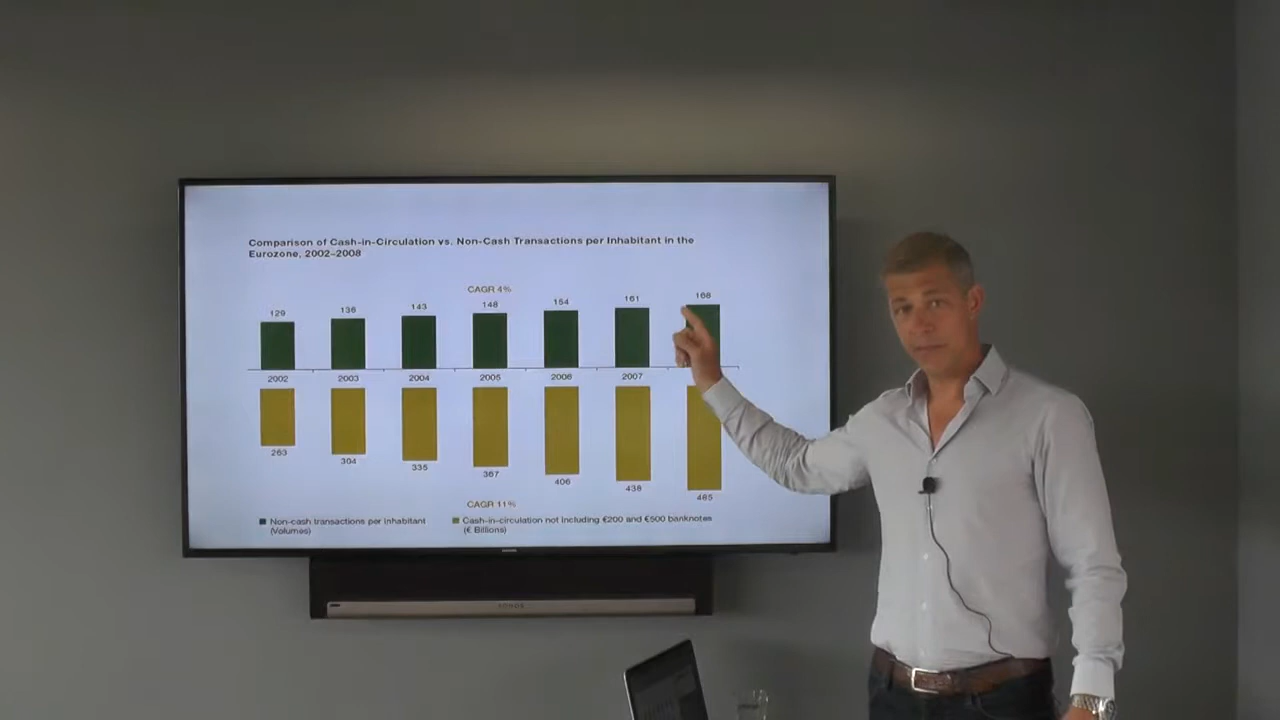 Comparison of Cash-in-Circulation vs. Non-Cash Transactions per Inhabitant in the
Eurozone, 2002–2008
CAGR 4%
129 136 143 148 154 161 168
2002 2003 2004 2005 2006 2007
263 304 335 367 406 438 485
CAGR 11%
Non-cash transactions per inhabitant
(Volumes)
Cash-in-circulation not including €200 and €500 banknotes
(€ Billions)
SONOS